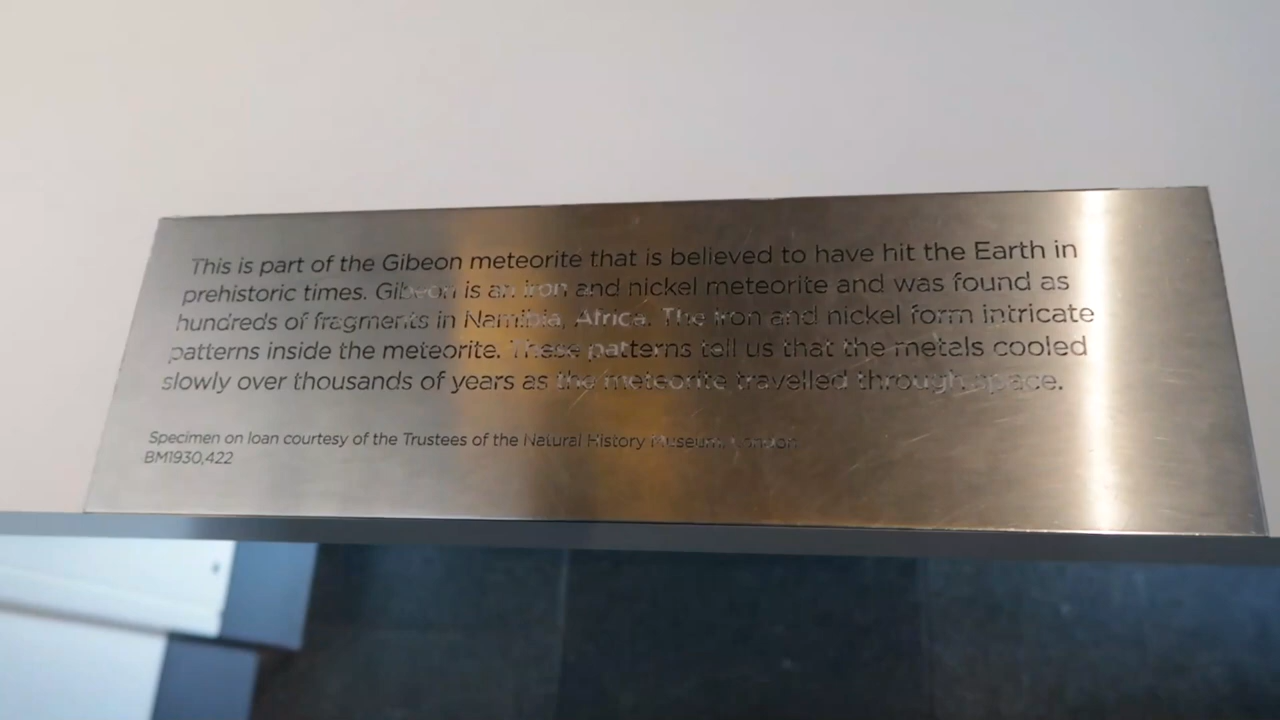 This is part of the Gibeon meteorite that is believed to have hit the Earth in
prehistoric times. Gibeon is an iron and nickel meteorite and was found as
hundreds of fragments in Namibia, Africa. The iron and nickel form intricate
patterns inside the meteorite. These patterns tell us that the metals cooled
slowly over thousands of years as the meteorite travelled through space.
Specimen on loan courtesy of the Trustees of the Natural History Museum, London
BM1930,422